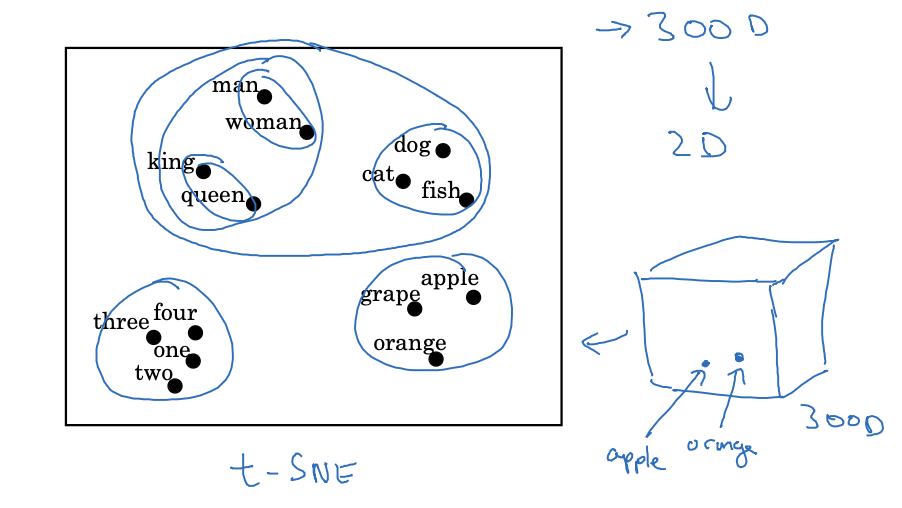 → 300 D
man
woman
2 D
dog
king
cat
queen
fish
apple
grape
three
four
orange
one
two
300D
orange
apple
t-SNE